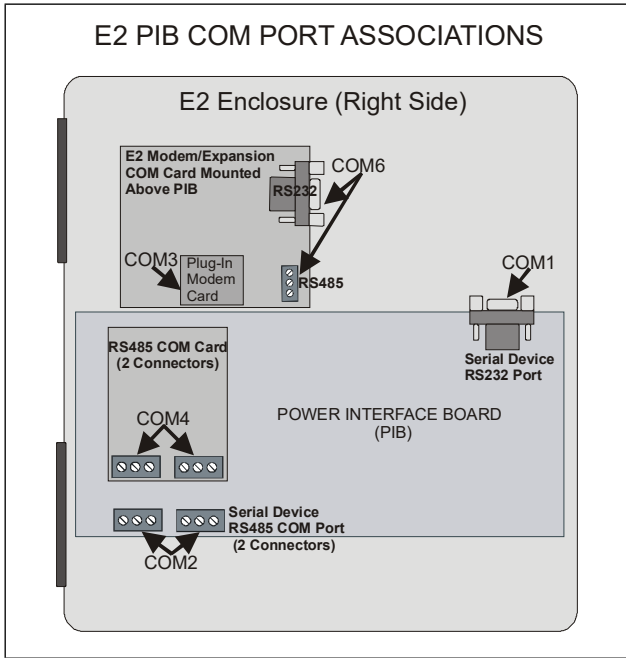 E2 PIB COM PORT ASSOCIATIONS
E2 Enclosure (Right Side)
E2 Modem/Expansion
COM Card Mounted
Above PIB
RS232
COM6
COM3
Plug-In
Modem
Card
RS485
COM1
Serial Device
RS232 Port
RS485 COM Card
(2 Connectors)
COM4
POWER INTERFACE BOARD
(PIB)
Serial Device
RS485 COM Port
(2 Connectors)
COM2